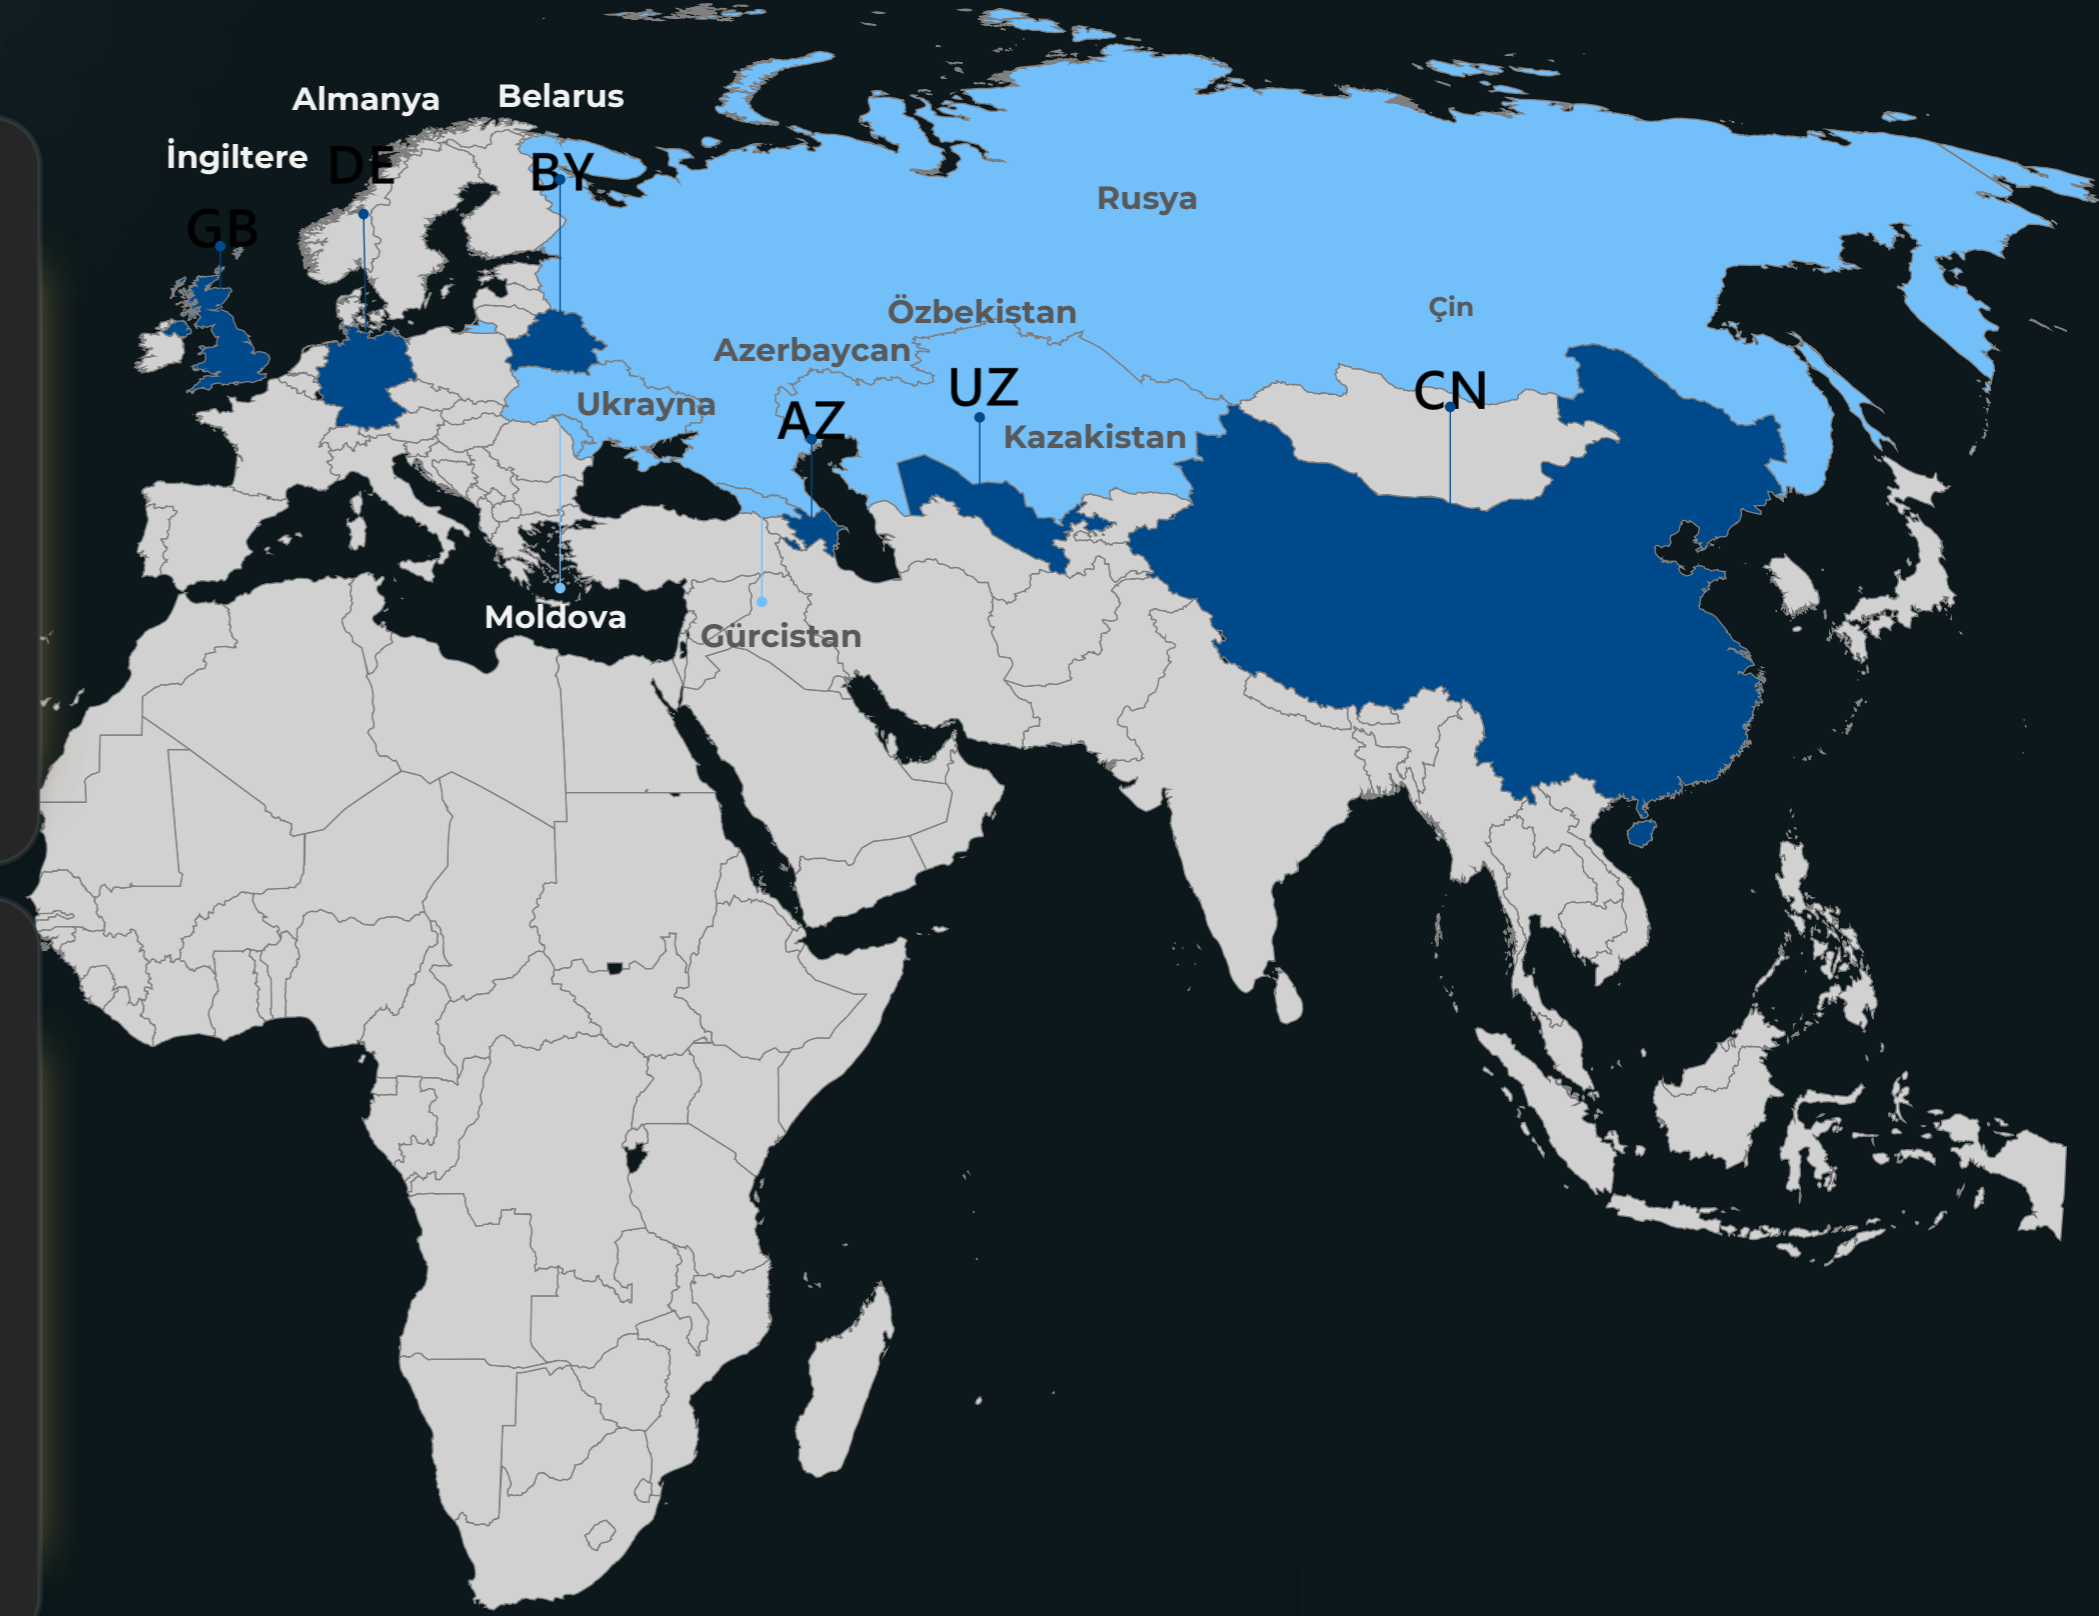 Almanya
Belarus
İngiltere
DE
BY
GB
Rusya
Özbekistan
Çin
Azerbaycan
UZ
CN
Ukrayna
AZ
Kazakistan
Moldova
Gürcistan